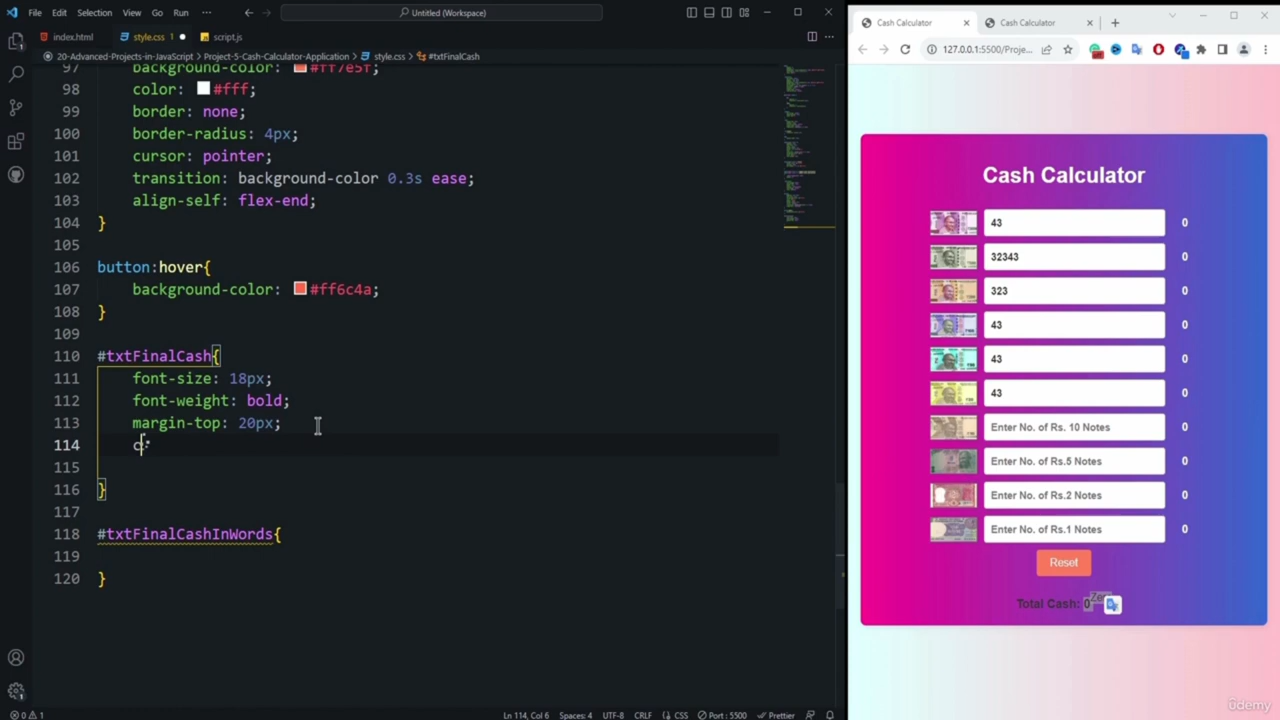 File Edit Selection View Go Run ···
Untitled (Workspace)
index.html
style.css 1
script.js
20-Advanced-Projects-in-JavaScript > Project-5-Cash-Calculator-Application > style.css > #txtFinalCash
97 background-color: #ff7e5f;
98 color: #fff;
99 border: none;
100 border-radius: 4px;
101 cursor: pointer;
102 transition: background-color 0.3s ease;
103 align-self: flex-end;
104 }
105
106 button:hover{
107 background-color: #ff6c4a;
108 }
109
110 #txtFinalCash{
111 font-size: 18px;
112 font-weight: bold;
113 margin-top: 20px;
114 c
115
116 }
117
118 #txtFinalCashInWords{
119
120 }
0 1
Ln 114, Col 6 Spaces: 4 UTF-8 CRLF CSS Port : 5500 Prettier
Cash Calculator
Cash Calculator
127.0.0.1:5500/Proje...
Cash Calculator
43 0
32343 0
323 0
43 0
43 0
43 0
Enter No. of Rs. 10 Notes 0
Enter No. of Rs.5 Notes 0
Enter No. of Rs.2 Notes 0
Enter No. of Rs.1 Notes 0
Reset
Total Cash: 0
ûdemy